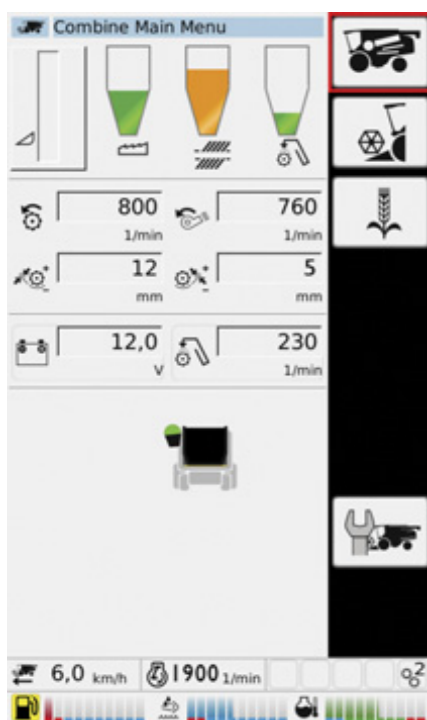 Combine Main Menu
800 760
1/min 1/min
12 5
mm mm
12,0 230
V 1/min
6,0 km/h 1900 1/min 2